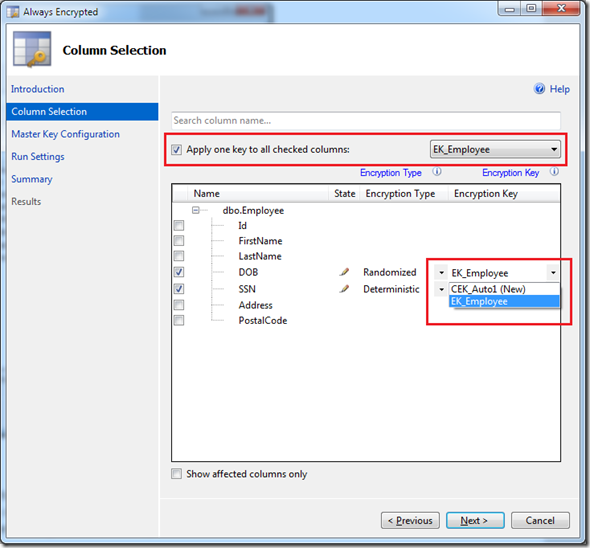 Always Encrypted
Column Selection
Introduction
Help
Column Selection
Master Key Configuration
Run Settings
Summary
Results
Search column name...
Apply one key to all checked columns: EK_Employee
Encryption Type Encryption Key
Name State Encryption Type Encryption Key
dbo.Employee
Id
FirstName
LastName
DOB Randomized EK_Employee
SSN Deterministic CEK_Auto1 (New)
EK_Employee
Address
PostalCode
Show affected columns only
< Previous Next > Cancel